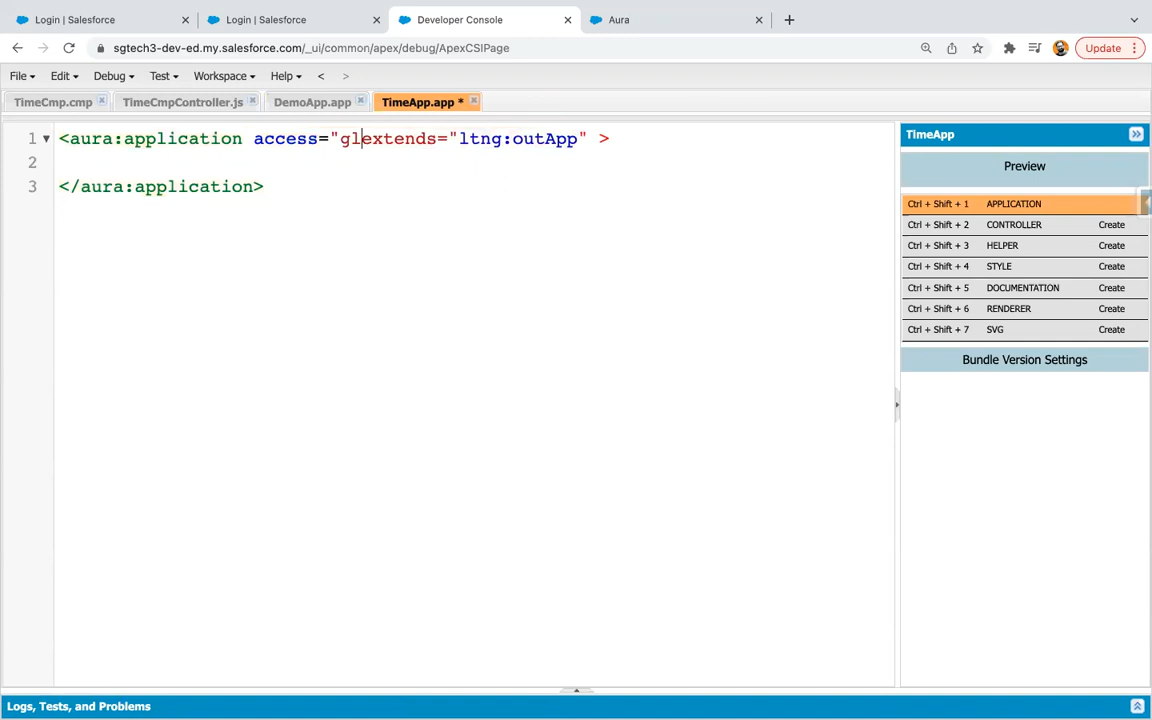 Login | Salesforce
Login | Salesforce
Developer Console
Aura
sgtech3-dev-ed.my.salesforce.com/_ui/common/apex/debug/ApexCSIPage
Update
File
Edit
Debug
Test
Workspace
Help
<
>
TimeCmp.cmp
TimeCmpController.js
DemoApp.app
TimeApp.app *
1 <aura:application access="glextends="ltng:outApp" >
2
3 </aura:application>
TimeApp
Preview
Ctrl + Shift + 1 APPLICATION
Ctrl + Shift + 2 CONTROLLER Create
Ctrl + Shift + 3 HELPER Create
Ctrl + Shift + 4 STYLE Create
Ctrl + Shift + 5 DOCUMENTATION Create
Ctrl + Shift + 6 RENDERER Create
Ctrl + Shift + 7 SVG Create
Bundle Version Settings
Logs, Tests, and Problems